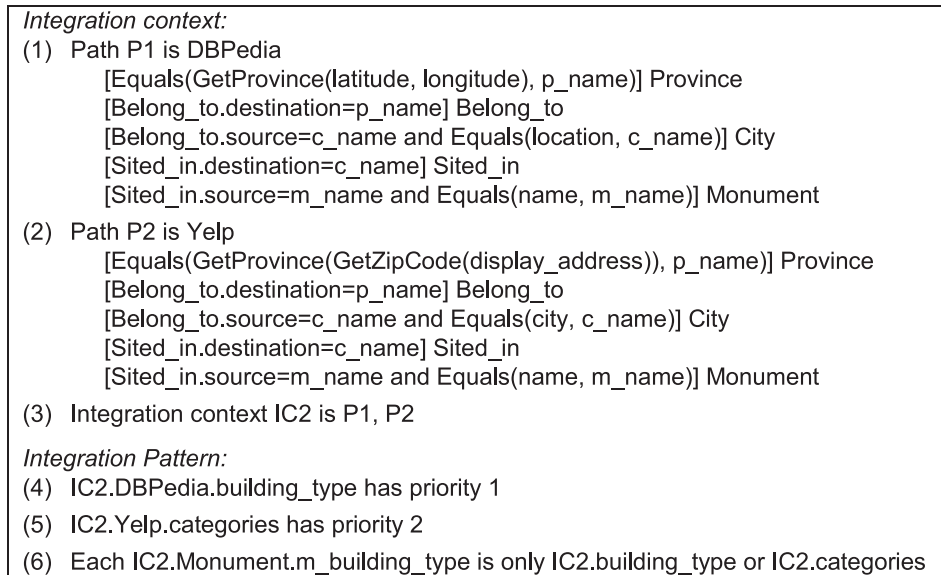 Integration context:
(1) Path P1 is DBPedia
[Equals(GetProvince(latitude, longitude), p_name)] Province
[Belong_to.destination=p_name] Belong_to
[Belong_to.source=c_name and Equals(location, c_name)] City
[Sited_in.destination=c_name] Sited_in
[Sited_in.source=m_name and Equals(name, m_name)] Monument
(2) Path P2 is Yelp
[Equals(GetProvince(GetZipCode(display_address)), p_name)] Province
[Belong_to.destination=p_name] Belong_to
[Belong_to.source=c_name and Equals(city, c_name)] City
[Sited_in.destination=c_name] Sited_in
[Sited_in.source=m_name and Equals(name, m_name)] Monument
(3) Integration context IC2 is P1, P2
Integration Pattern:
(4) IC2.DBPedia.building_type has priority 1
(5) IC2.Yelp.categories has priority 2
(6) Each IC2.Monument.m_building_type is only IC2.building_type or IC2.categories